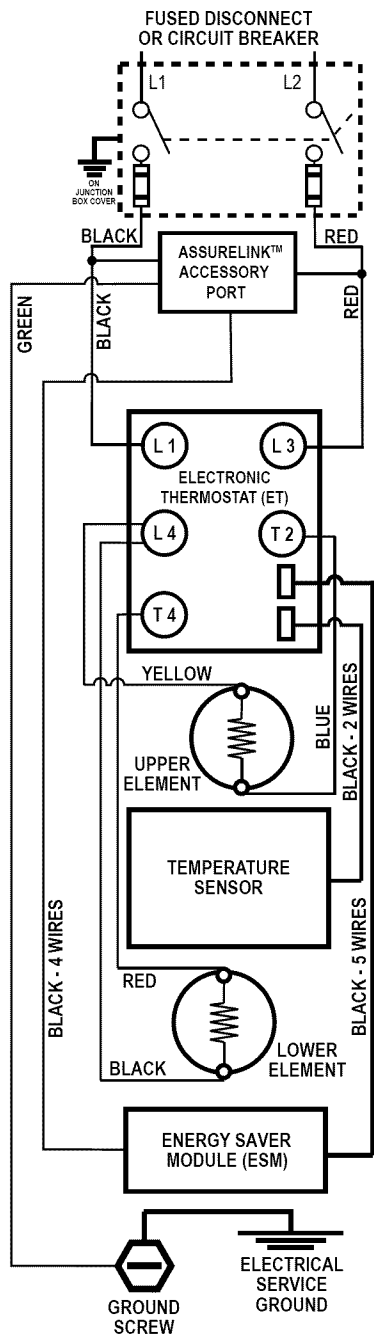 FUSED DISCONNECT
OR CIRCUIT BREAKER
L1
L2
ON
JUNCTION
BOX COVER
BLACK
RED
ASSURELINK™
ACCESSORY
PORT
GREEN
BLACK
RED
L 1
L 3
ELECTRONIC
THERMOSTAT (ET)
L 4
T 2
T 4
YELLOW
BLUE
BLACK - 2 WIRES
UPPER
ELEMENT
TEMPERATURE
SENSOR
BLACK - 4 WIRES
BLACK - 5 WIRES
RED
LOWER
ELEMENT
BLACK
ENERGY SAVER
MODULE (ESM)
ELECTRICAL
SERVICE
GROUND
GROUND
SCREW